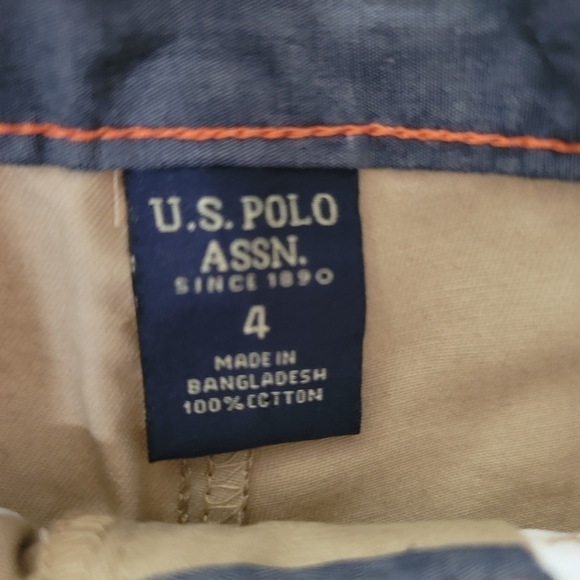 U.S. POLO
ASSN.
SINCE 1890
4
MADE IN
BANGLADESH
100% COTTON